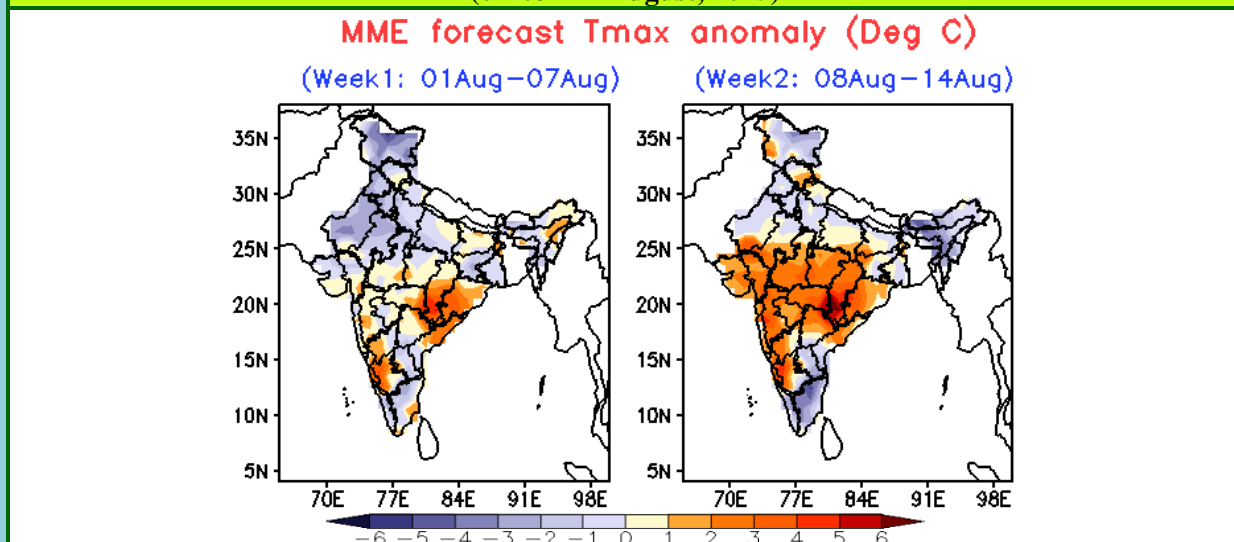 MME forecast Tmax anomaly (Deg C)
(Week1: 01Aug-07Aug) (Week2: 08Aug-14Aug)
35N 35N
30N 30N
25N 25N
20N 20N
15N 15N
10N 10N
5N 5N
70E 77E 84E 91E 98E 70E 77E 84E 91E 98E
-6 -5 -4 -3 -2 -1 0 1 2 3 4 5 6